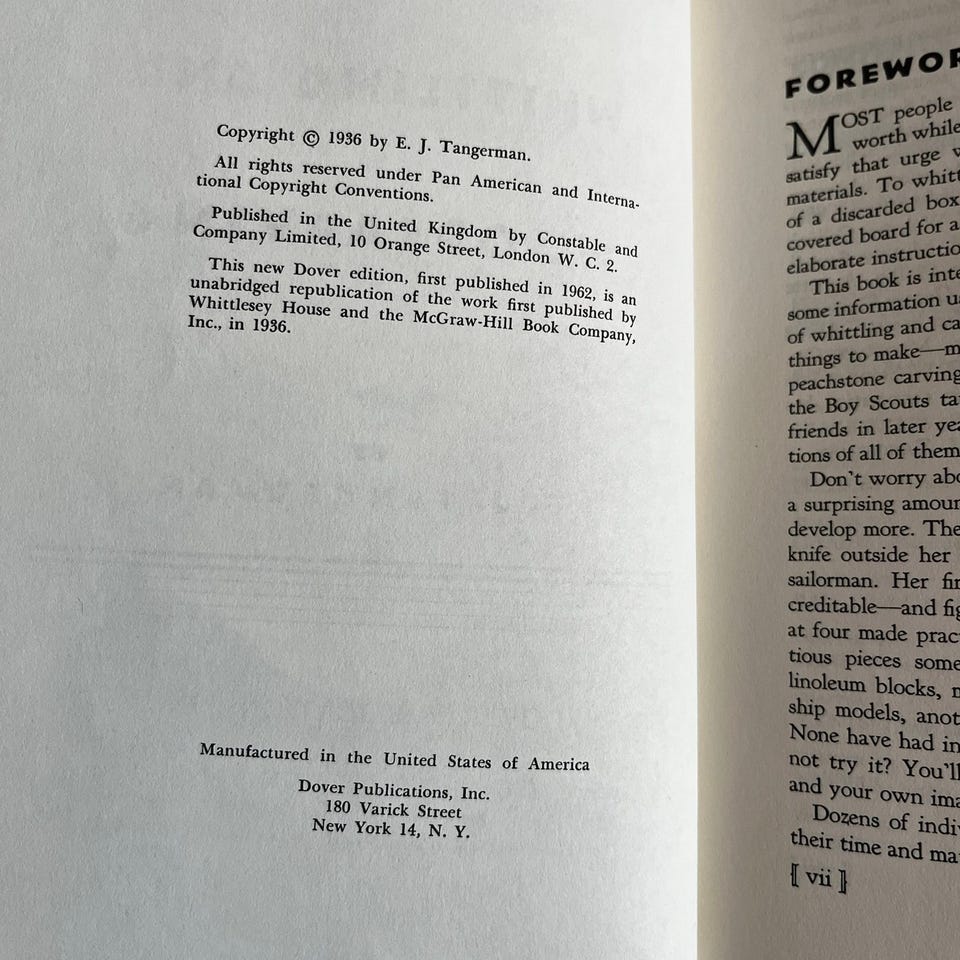 Copyright © 1936 by E. J. Tangerman.
All rights reserved under Pan American and Interna-
tional Copyright Conventions.
Published in the United Kingdom by Constable and
Company Limited, 10 Orange Street, London W. C. 2.
This new Dover edition, first published in 1962, is an
unabridged republication of the work first published by
Whittlesey House and the McGraw-Hill Book Company,
Inc., in 1936.
Manufactured in the United States of America
Dover Publications, Inc.
180 Varick Street
New York 14, N. Y.
FOREWOR
MOST people
worth while
satisfy that urge
materials. To whitt
of a discarded box
covered board for a
elaborate instructio
This book is inte
some information us
of whittling and ca
things to make—m
peachstone carving
the Boy Scouts ta
friends in later yea
tions of all of them
Don't worry abo
a surprising amoun
develop more. The
knife outside her
sailorman. Her fir
creditable—and fig
at four made prac
tious pieces some
linoleum blocks, m
ship models, anot
None have had in
not try it? You'll
and your own ima
Dozens of indi
their time and ma
⟦ vii ⟧